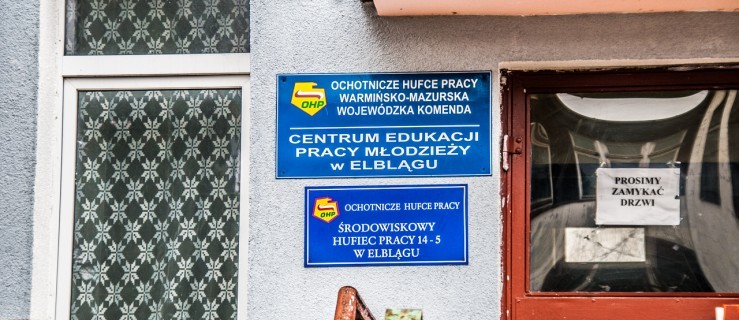 OHP
OCHOTNICZE HUFCE PRACY
WARMIŃSKO-MAZURSKA
WOJEWÓDZKA KOMENDA
CENTRUM EDUKACJI
PRACY MŁODZIEŻY
w ELBLĄGU
OHP
OCHOTNICZE HUFCE PRACY
ŚRODOWISKOWY
HUFIEC PRACY 14 - 5
W ELBLĄGU
PROSIMY
ZAMYKAĆ
DRZWI